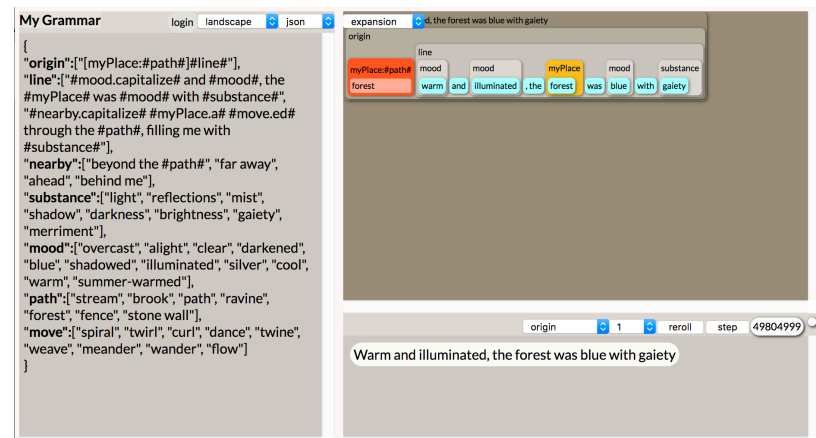 My Grammar
login landscape json
{
"origin":["[myPlace:#path#]#line#"],
"line":["#mood.capitalize# and #mood#, the
#myPlace# was #mood# with #substance#",
"#nearby.capitalize# #myPlace.a# #move.ed#
through the #path#, filling me with
#substance#"],
"nearby":["beyond the #path#", "far away",
"ahead", "behind me"],
"substance":["light", "reflections", "mist",
"shadow", "darkness", "brightness", "gaiety",
"merriment"],
"mood":["overcast", "alight", "clear", "darkened",
"blue", "shadowed", "illuminated", "silver", "cool",
"warm", "summer-warmed"],
"path":["stream", "brook", "path", "ravine",
"forest", "fence", "stone wall"],
"move":["spiral", "twirl", "curl", "dance", "twine",
"weave", "meander", "wander", "flow"]
}
expansion d, the forest was blue with gaiety
origin
line
myPlace:#path# mood mood myPlace mood substance
forest warm and illuminated , the forest was blue with gaiety
origin 1 reroll step 49804999
Warm and illuminated, the forest was blue with gaiety